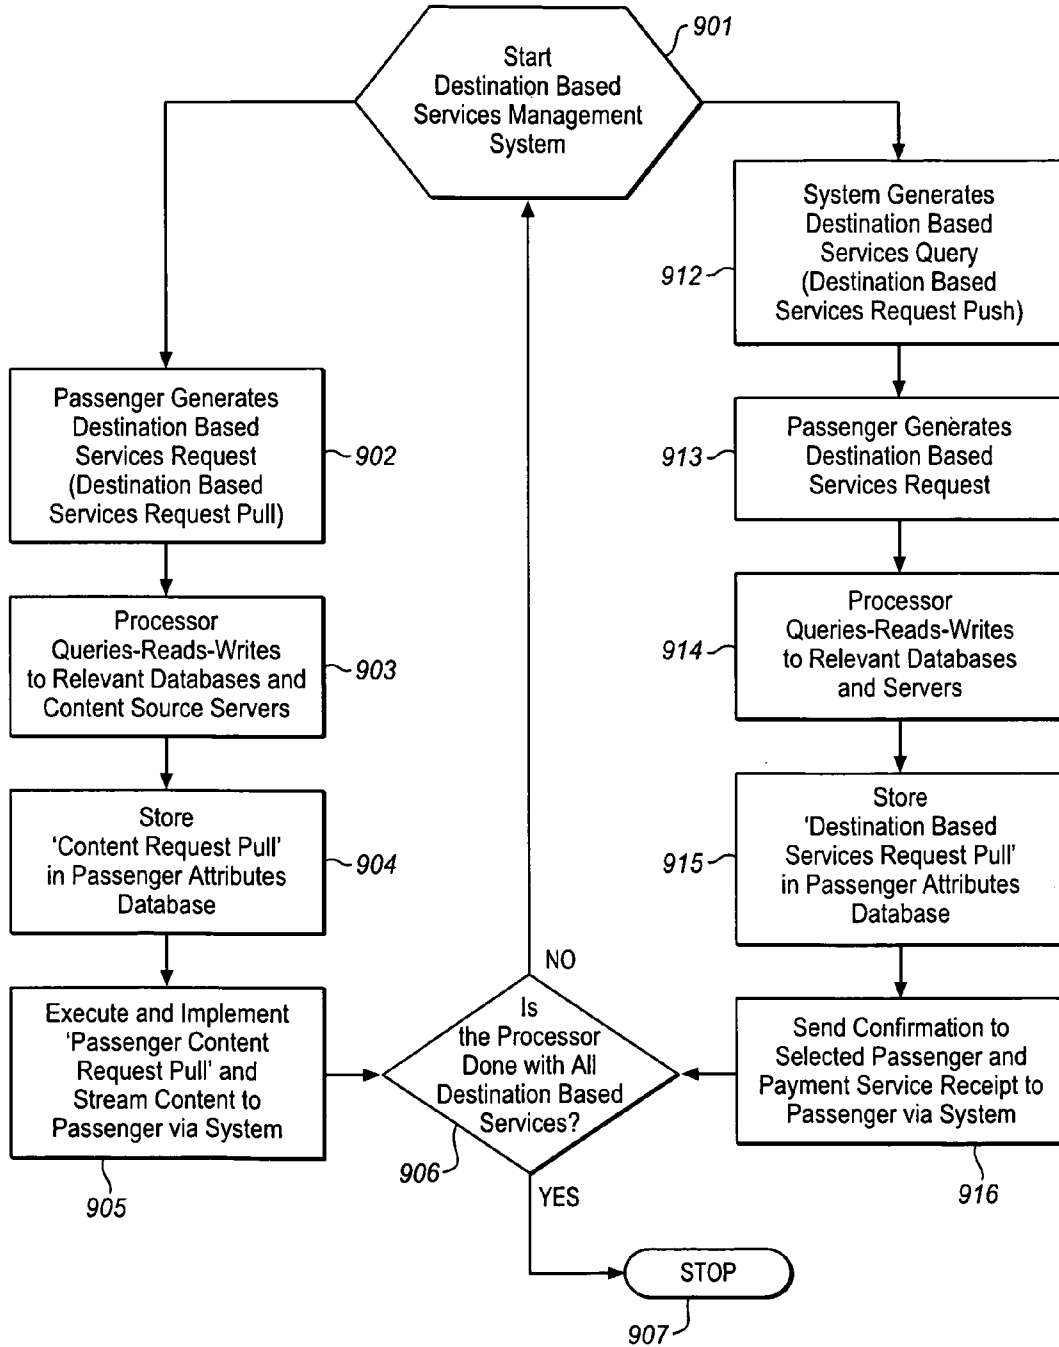 901
Start
Destination Based
Services Management
System
System Generates
Destination Based
Services Query
(Destination Based
Services Request Push)
912
Passenger Generates
Destination Based
Services Request
(Destination Based
Services Request Pull)
902
Passenger Generates
Destination Based
Services Request
913
Processor
Queries-Reads-Writes
to Relevant Databases and
Content Source Servers
903
Processor
Queries-Reads-Writes
to Relevant Databases
and Servers
914
Store
‘Content Request Pull’
in Passenger Attributes
Database
904
Store
‘Destination Based
Services Request Pull’
in Passenger Attributes
Database
915
Execute and Implement
‘Passenger Content
Request Pull’ and
Stream Content to
Passenger via System
905
NO
Is
the Processor
Done with All
Destination Based
Services?
906
YES
Send Confirmation to
Selected Passenger and
Payment Service Receipt to
Passenger via System
916
STOP
907